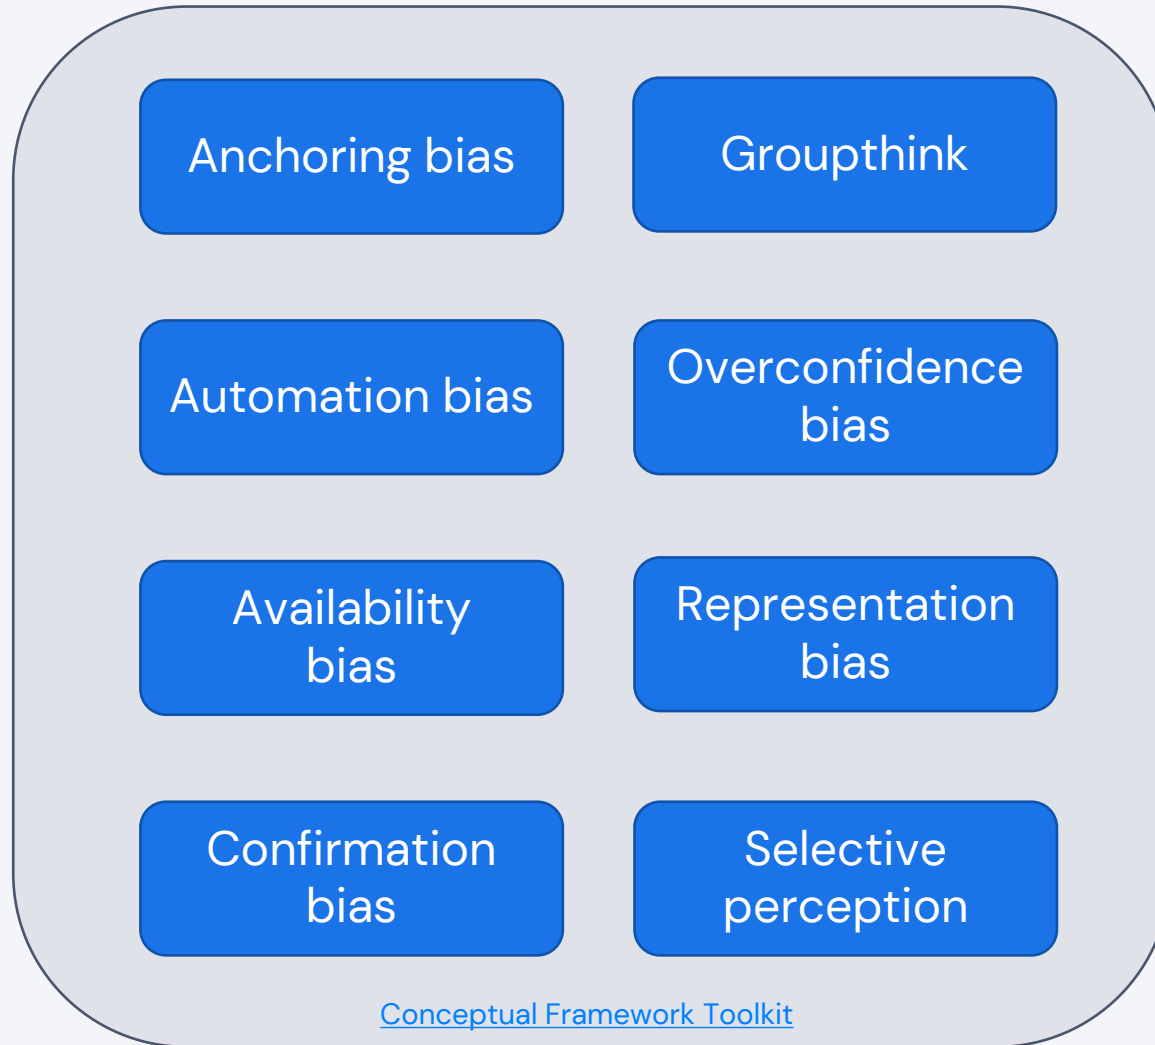 Anchoring bias
Groupthink
Automation bias
Overconfidence
bias
Availability
bias
Representation
bias
Confirmation
bias
Selective
perception
Conceptual Framework Toolkit